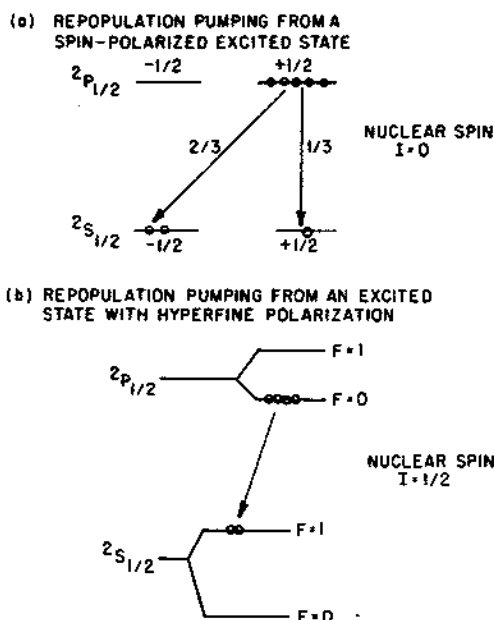 (a) REPOPULATION PUMPING FROM A
SPIN-POLARIZED EXCITED STATE
-1/2 +1/2
2P1/2
2/3 1/3
NUCLEAR SPIN
I=0
2S1/2
-1/2 +1/2
(b) REPOPULATION PUMPING FROM AN EXCITED
STATE WITH HYPERFINE POLARIZATION
F=1
2P1/2
F=0
NUCLEAR SPIN
I=1/2
F=1
2S1/2
F=0